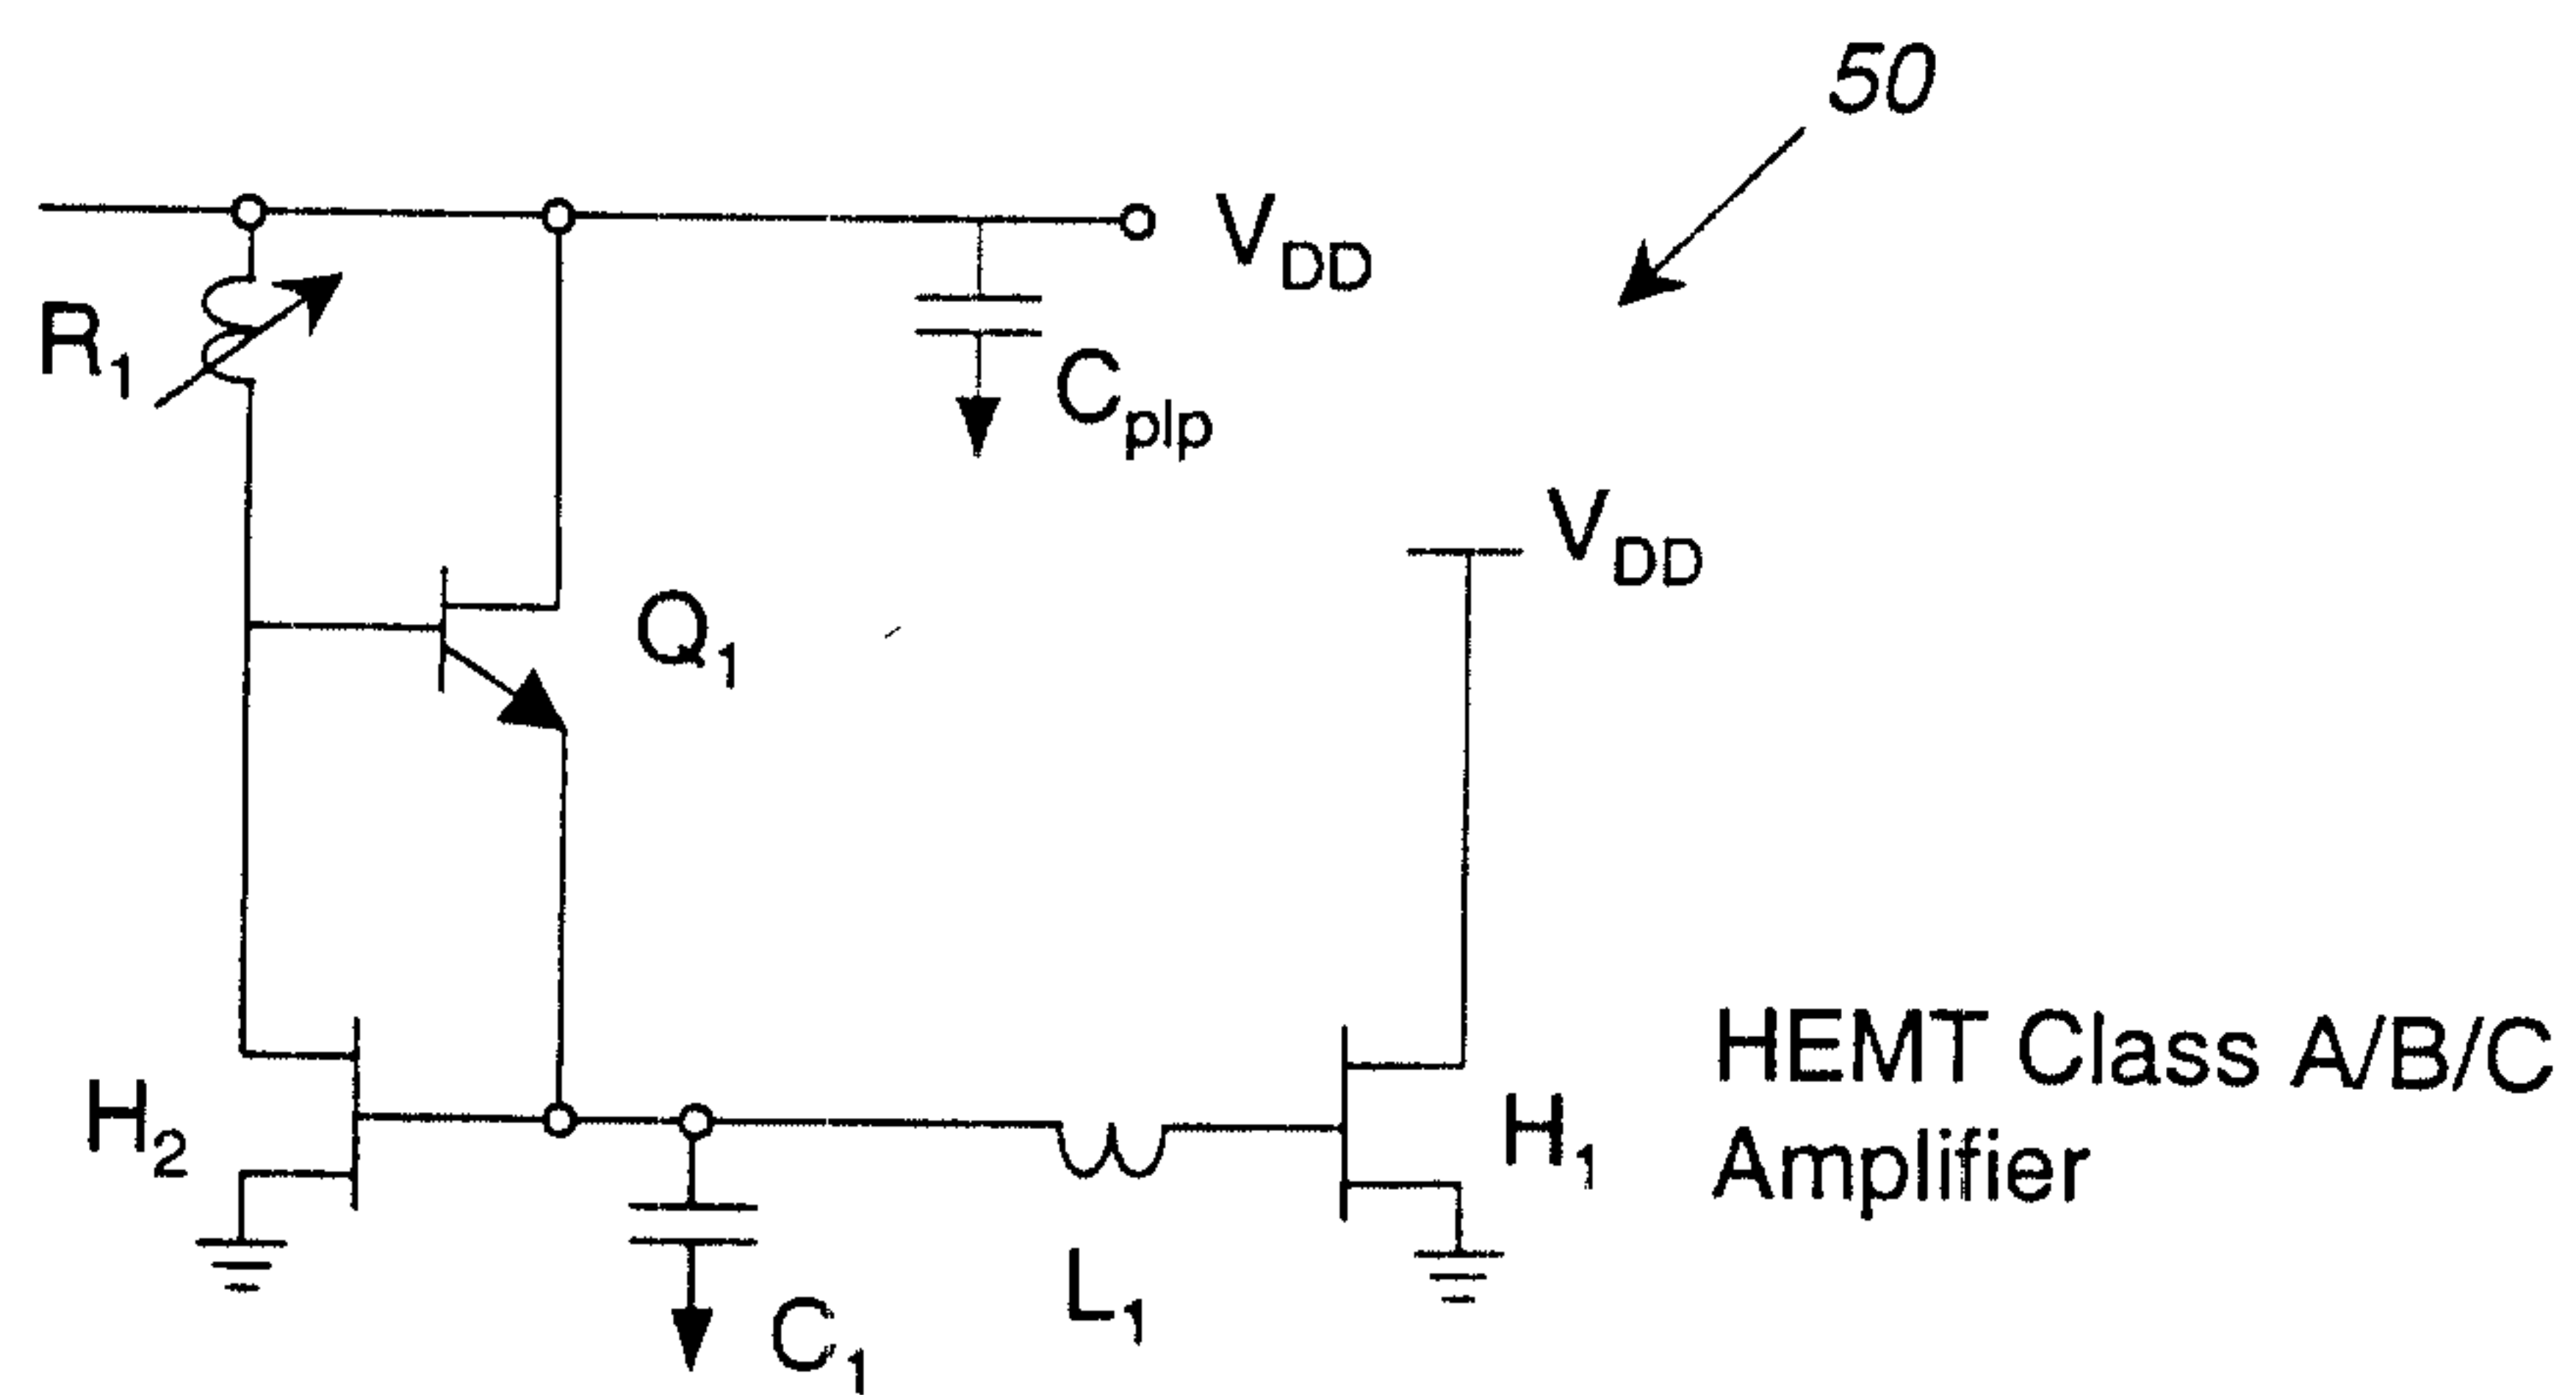 50
V_DD
R_1
C_plp
V_DD
Q_1
HEMT Class A/B/C
Amplifier
H_2
H_1
L_1
C_1